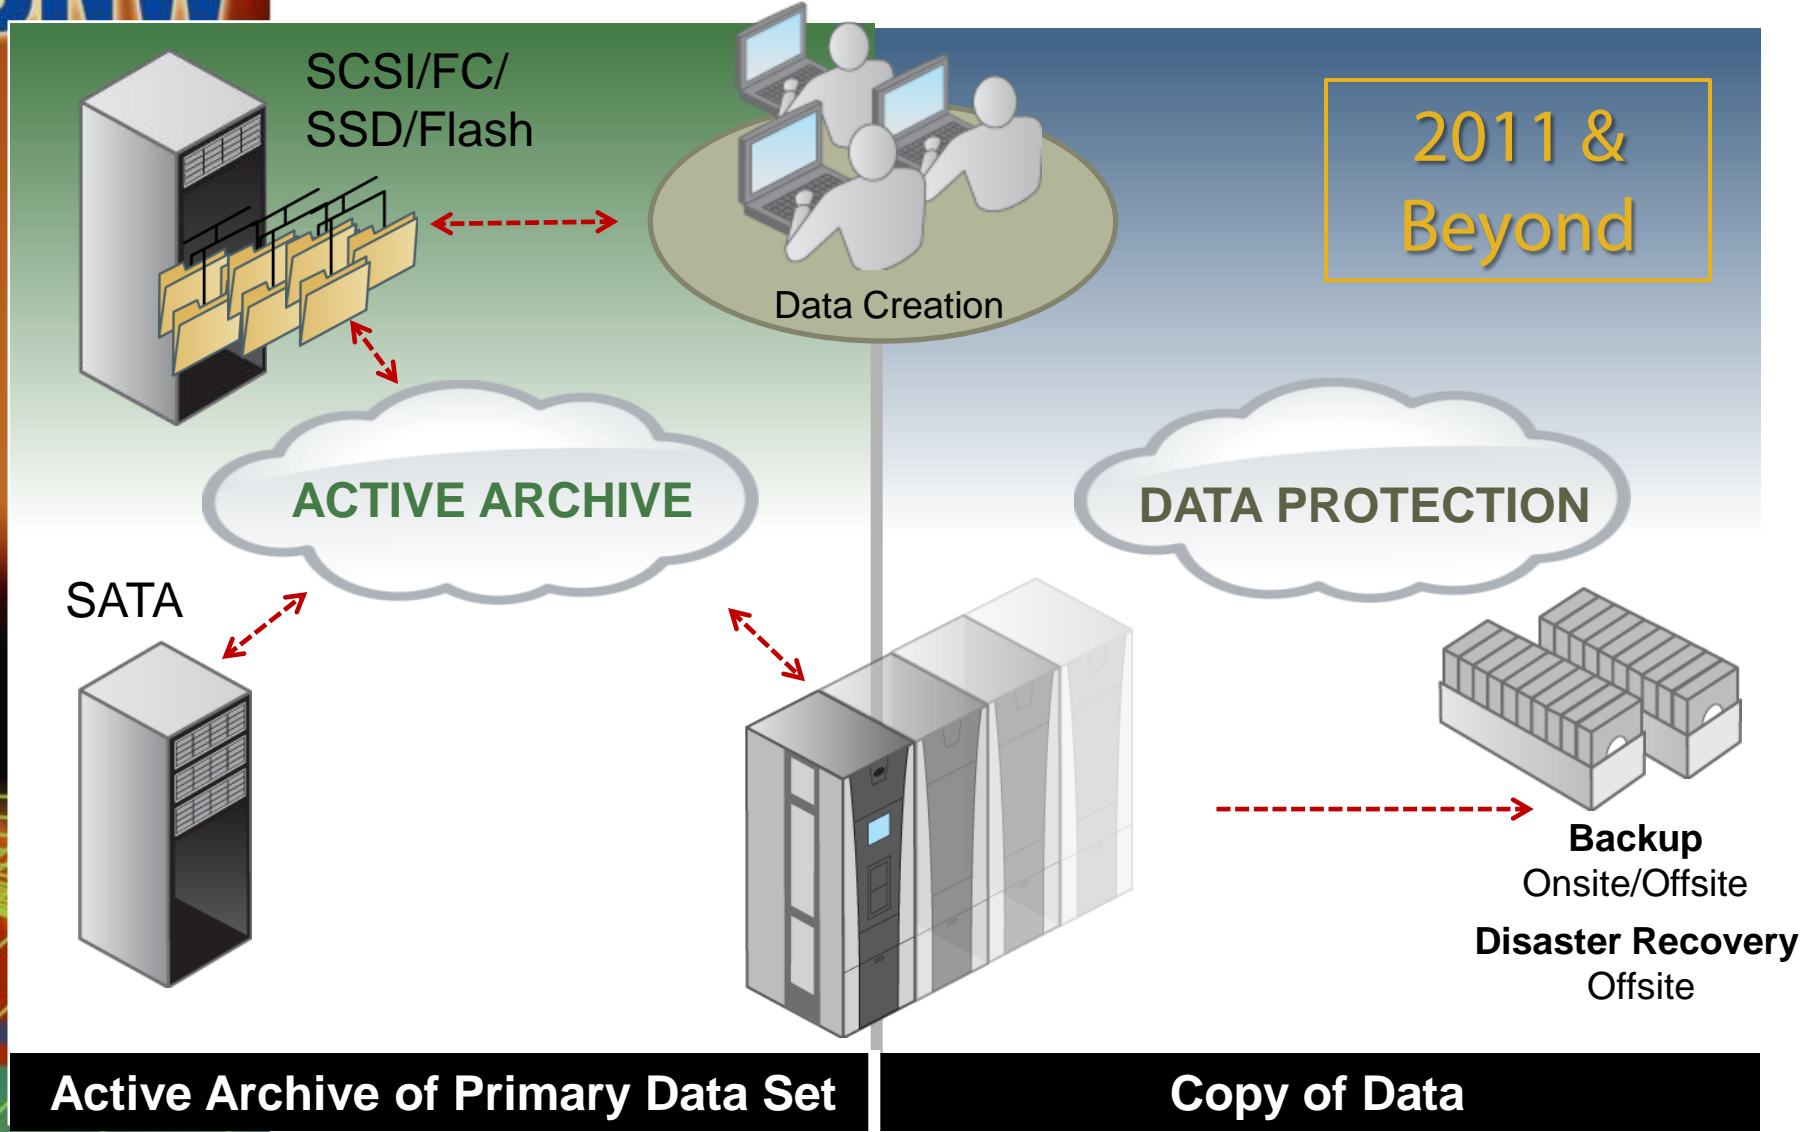 SCSI/FC/
SSD/Flash
Data Creation
2011 &
Beyond
ACTIVE ARCHIVE
DATA PROTECTION
SATA
Backup
Onsite/Offsite
Disaster Recovery
Offsite
Active Archive of Primary Data Set
Copy of Data